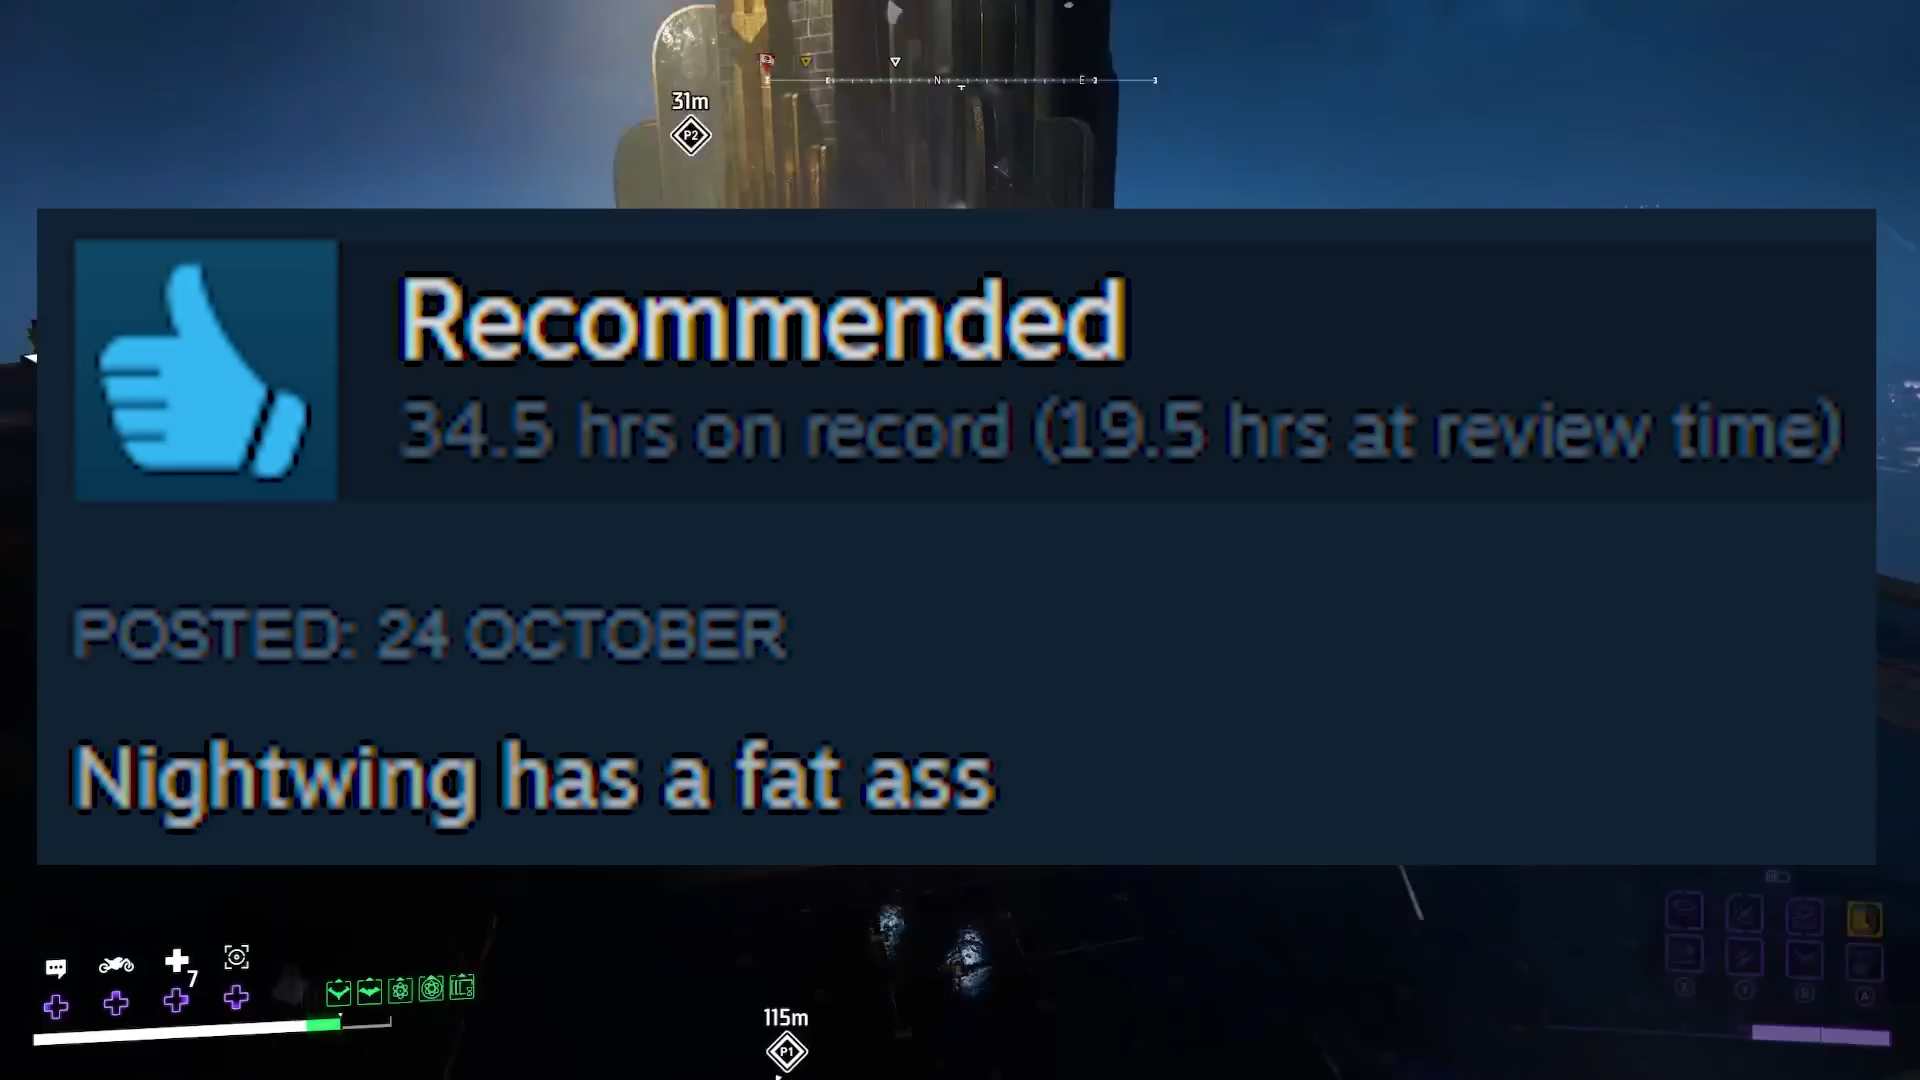 N
E
31m
P2
Recommended
34.5 hrs on record (19.5 hrs at review time)
POSTED: 24 OCTOBER
Nightwing has a fat ass
7
X
Y
B
A
115m
P1